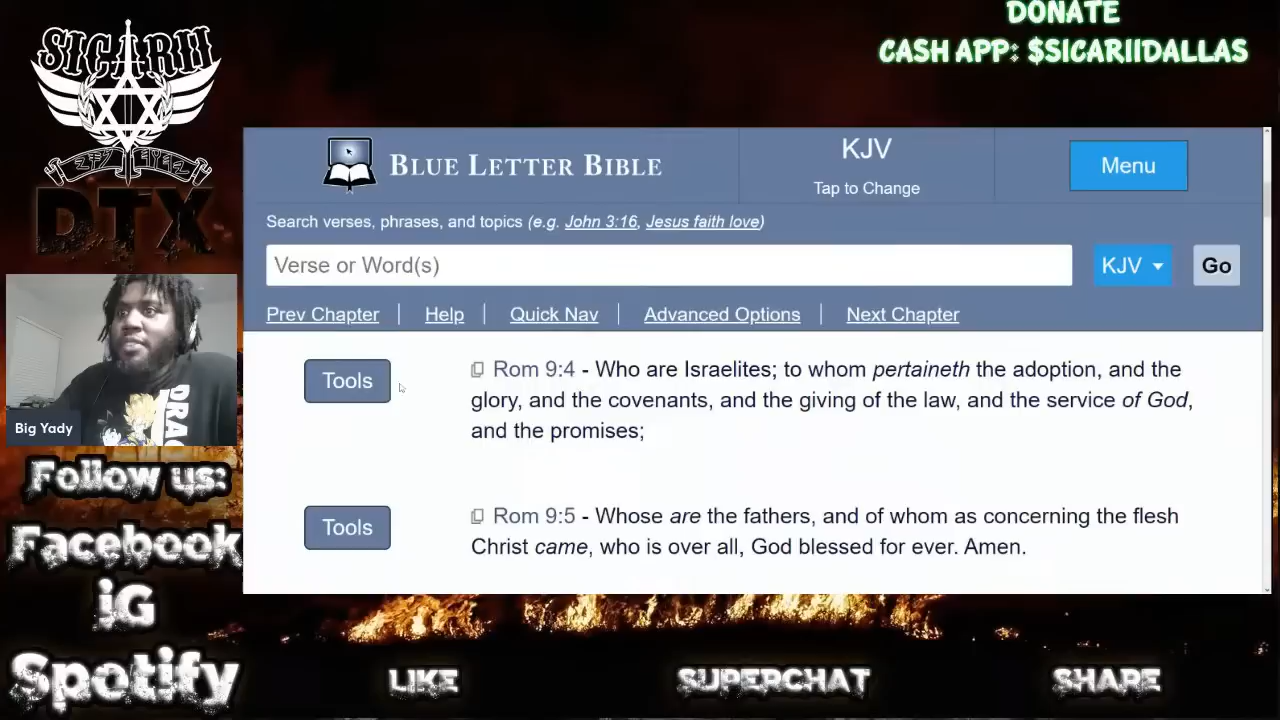 DONATE
CASH APP: $SICARIIDALLAS
SICARII
DTX
BLUE LETTER BIBLE
KJV
Tap to Change
Menu
Search verses, phrases, and topics (e.g. John 3:16, Jesus faith love)
Verse or Word(s)
KJV
Go
Prev Chapter
Help
Quick Nav
Advanced Options
Next Chapter
Tools
Rom 9:4 - Who are Israelites; to whom pertaineth the adoption, and the
glory, and the covenants, and the giving of the law, and the service of God,
and the promises;
Tools
Rom 9:5 - Whose are the fathers, and of whom as concerning the flesh
Christ came, who is over all, God blessed for ever. Amen.
DRAG
Big Yady
Follow us:
Facebook
iG
Spotify
LIKE
SUPERCHAT
SHARE